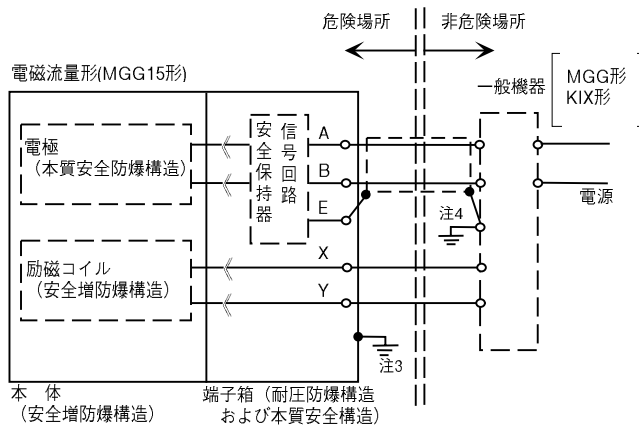 危険場所
非危険場所
電磁流量形(MGG15形)
一般機器
MGG形
KIX形
電極
(本質安全防爆構造)
安全保持器
信号回路
A
B
E
X
Y
注4
電源
励磁コイル
(安全増防爆構造)
注3
本 体
(安全増防爆構造)
端子箱(耐圧防爆構造
および本質安全構造)